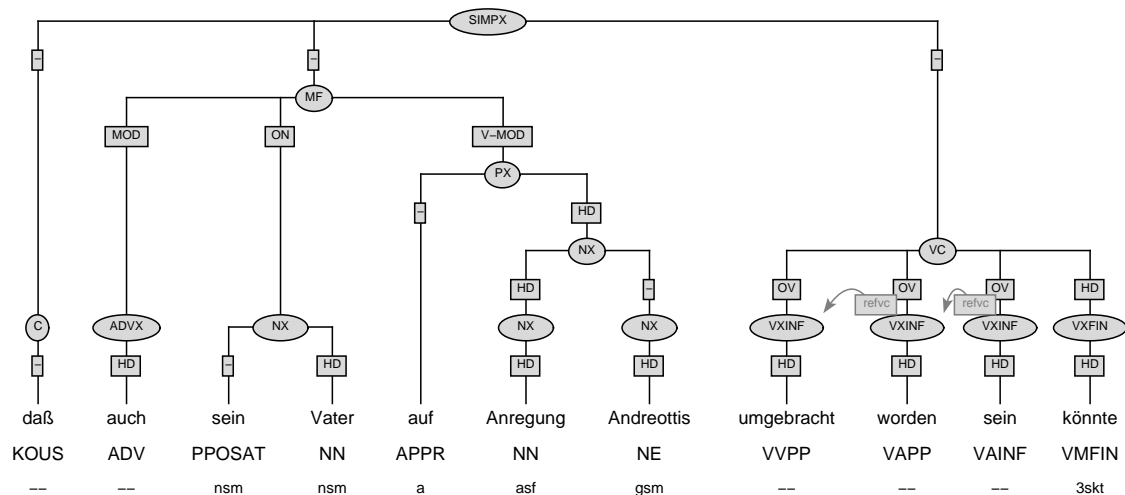 SIMPX
– – –
MF
MOD ON V–MOD
PX
– HD
NX VC
HD – OV OV OV HD
refvc refvc
C ADVX NX NX NX VXINF VXINF VXINF VXFIN
– HD – HD HD HD HD HD HD HD
daß auch sein Vater auf Anregung Andreottis umgebracht worden sein könnte
KOUS ADV PPOSAT NN APPR NN NE VVPP VAPP VAINF VMFIN
–– –– nsm nsm a asf gsm –– –– –– 3skt